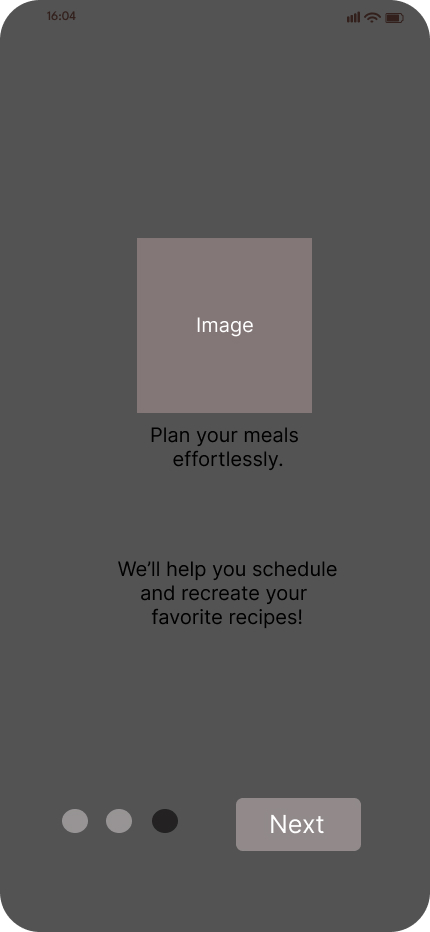 16:04
Image
Plan your meals
effortlessly.
We’ll help you schedule
and recreate your
favorite recipes!
Next